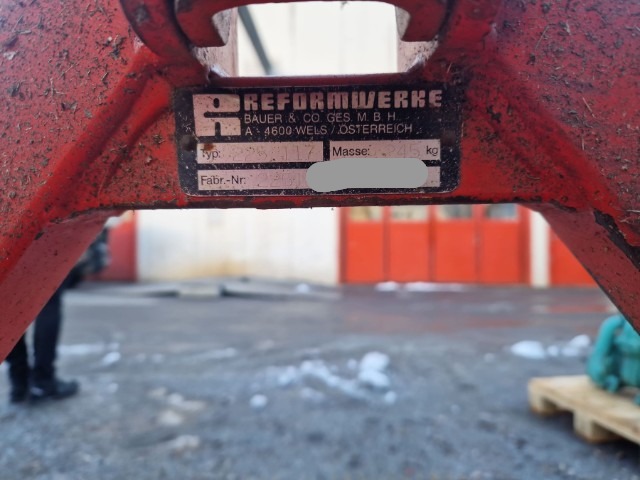 REFORMWERKE
BAUER & CO. GES. M. B. H.
A - 4600 WELS / ÖSTERREICH
Typ: Masse: kg
Fabr.-Nr: